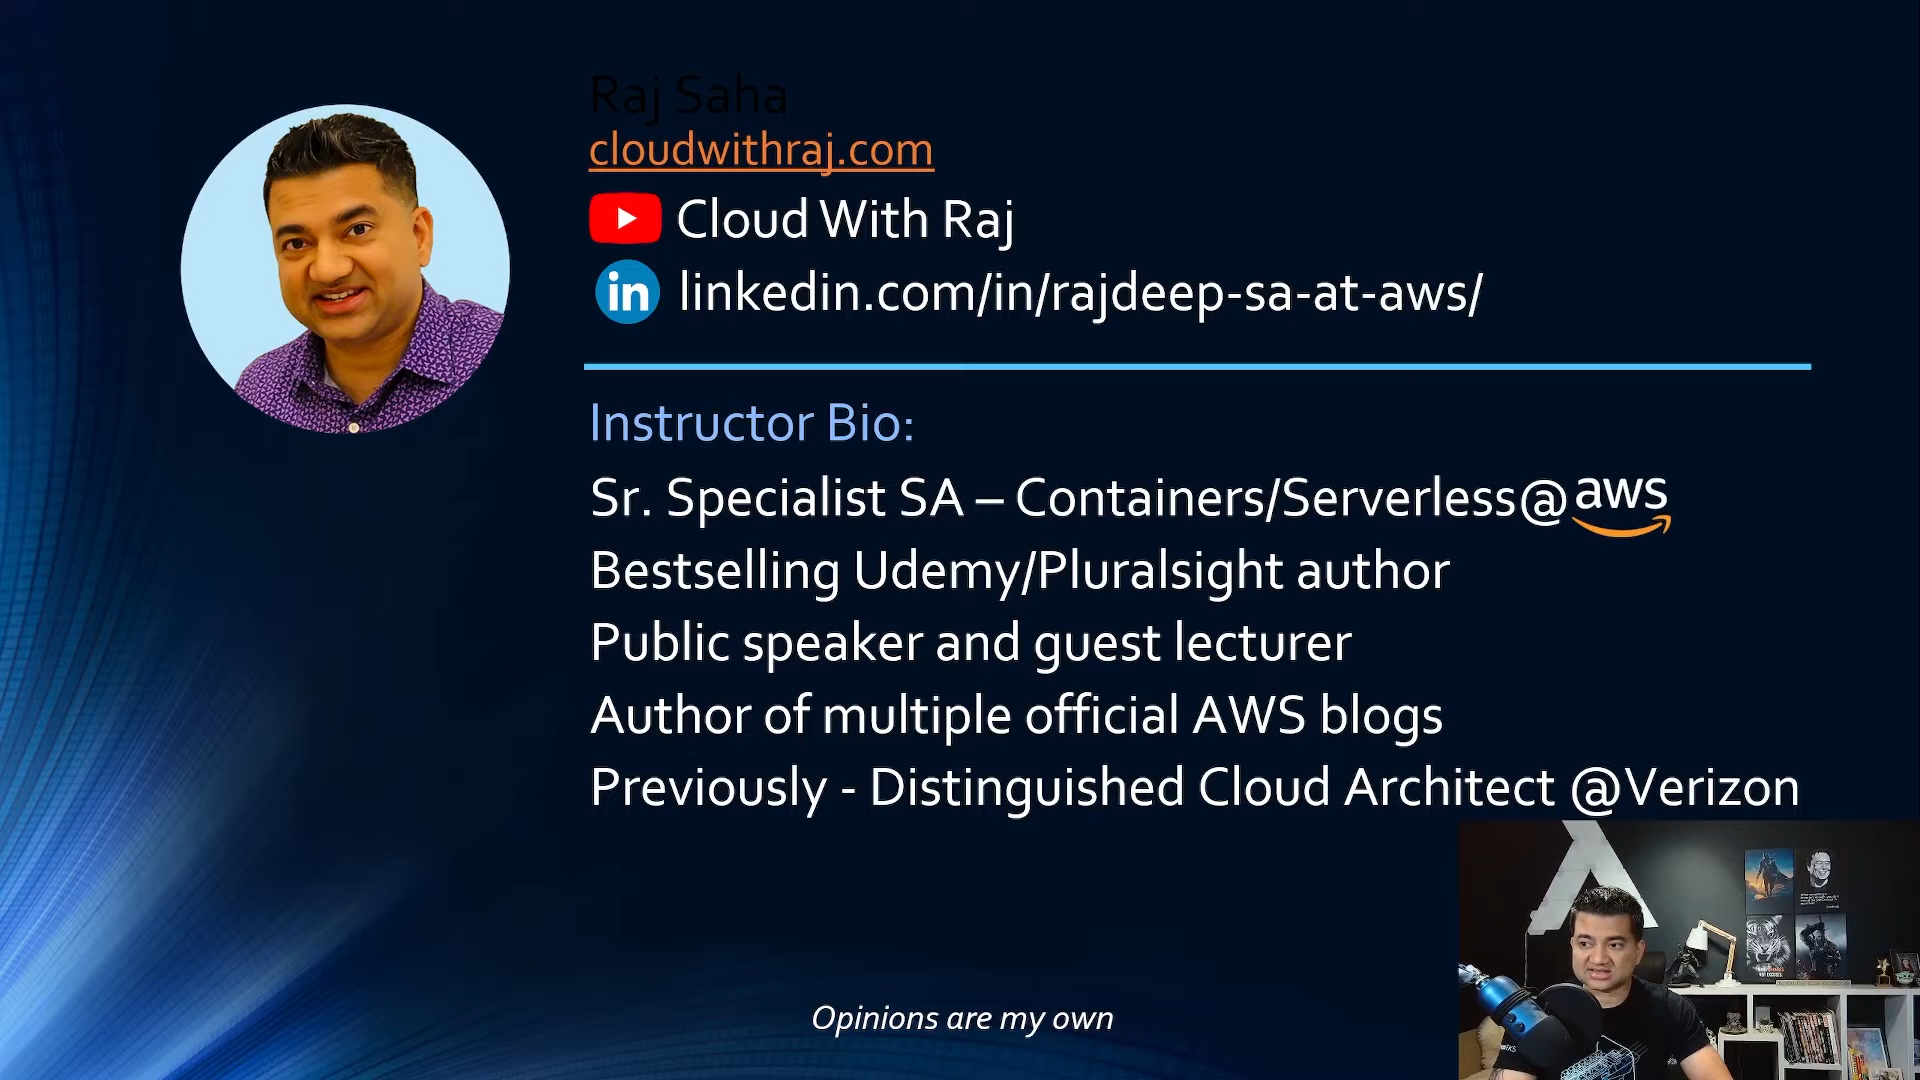 Raj Saha
cloudwithraj.com
Cloud With Raj
in linkedin.com/in/rajdeep-sa-at-aws/
Instructor Bio:
Sr. Specialist SA – Containers/Serverless@aws
Bestselling Udemy/Pluralsight author
Public speaker and guest lecturer
Author of multiple official AWS blogs
Previously - Distinguished Cloud Architect @Verizon
Opinions are my own